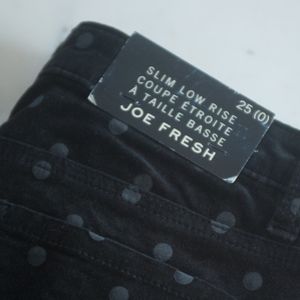 25 (0)
SLIM LOW RISE
COUPE ÉTROITE
À TAILLE BASSE
JOE FRESH